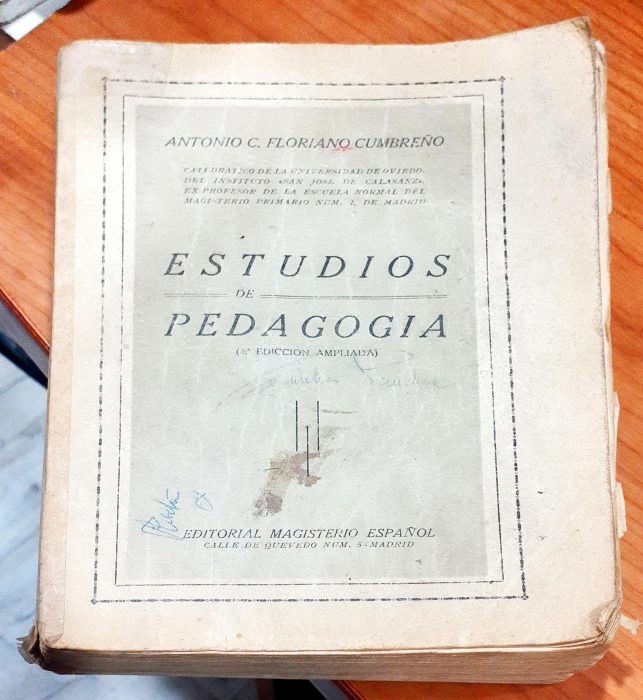 ANTONIO C. FLORIANO CUMBREÑO
CATEDRATICO DE LA UNIVERSIDAD DE OVIEDO.
DEL INSTITUTO «SAN JOSE DE CALASANZ».
EX PROFESOR DE LA ESCUELA NORMAL DEL
MAGISTERIO PRIMARIO NUM. 1, DE MADRID
ESTUDIOS
DE
PEDAGOGIA
(4ª EDICCION AMPLIADA)
EDITORIAL MAGISTERIO ESPAÑOL
CALLE DE QUEVEDO NUM. 5-MADRID